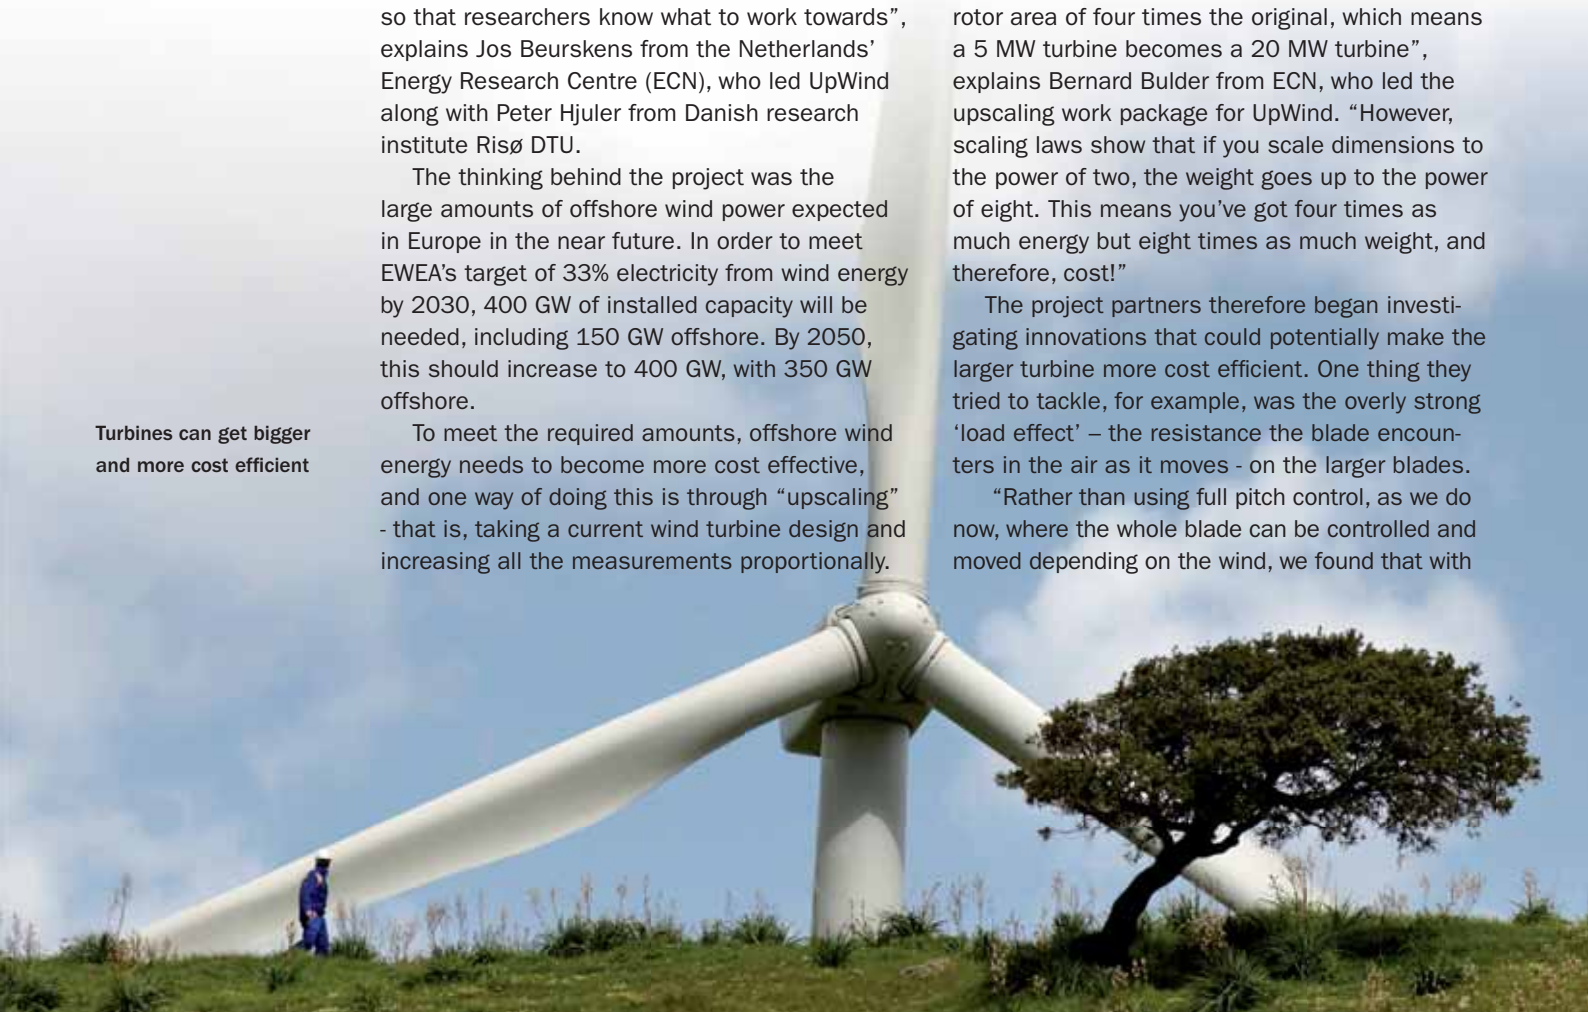 so that researchers know what to work towards”,
explains Jos Beurskens from the Netherlands’
Energy Research Centre (ECN), who led UpWind
along with Peter Hjuler from Danish research
institute Risø DTU.
The thinking behind the project was the
large amounts of offshore wind power expected
in Europe in the near future. In order to meet
EWEA’s target of 33% electricity from wind energy
by 2030, 400 GW of installed capacity will be
needed, including 150 GW offshore. By 2050,
this should increase to 400 GW, with 350 GW
offshore.
To meet the required amounts, offshore wind
energy needs to become more cost effective,
and one way of doing this is through “upscaling”
- that is, taking a current wind turbine design and
increasing all the measurements proportionally.
rotor area of four times the original, which means
a 5 MW turbine becomes a 20 MW turbine”,
explains Bernard Bulder from ECN, who led the
upscaling work package for UpWind. “However,
scaling laws show that if you scale dimensions to
the power of two, the weight goes up to the power
of eight. This means you’ve got four times as
much energy but eight times as much weight, and
therefore, cost!”
The project partners therefore began investi-
gating innovations that could potentially make the
larger turbine more cost efficient. One thing they
tried to tackle, for example, was the overly strong
‘load effect’ – the resistance the blade encoun-
ters in the air as it moves - on the larger blades.
“Rather than using full pitch control, as we do
now, where the whole blade can be controlled and
moved depending on the wind, we found that with
Turbines can get bigger
and more cost efficient